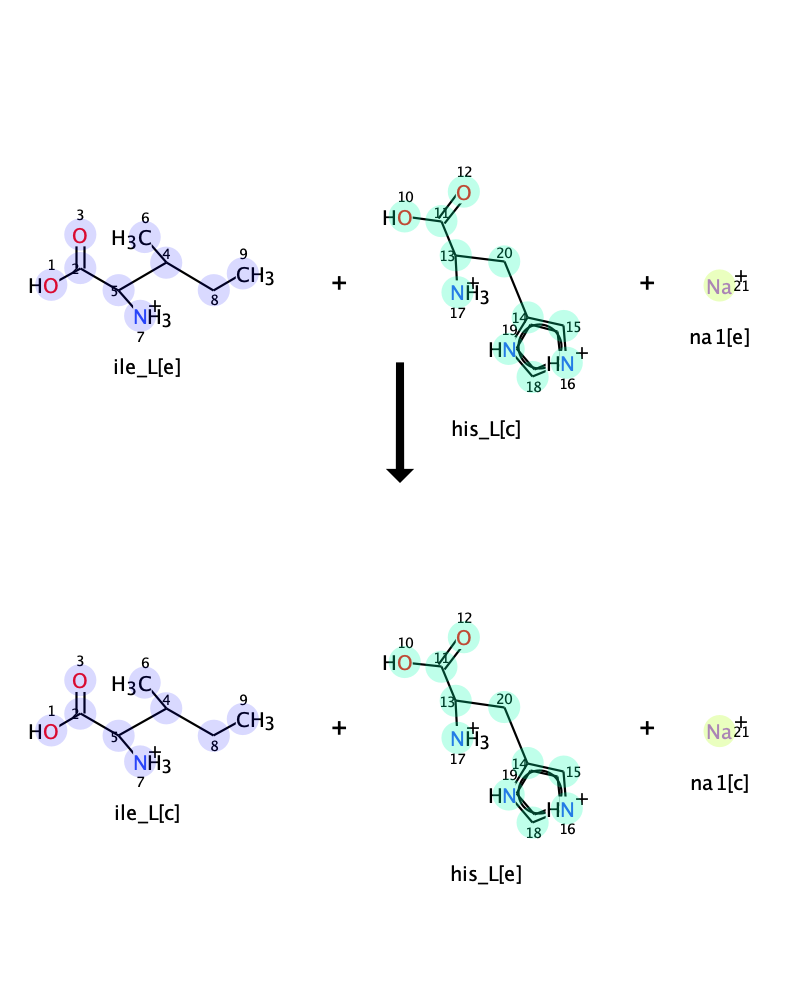 3 6 9 1 2 4 5 8 7
O H3C CH3 HO NH3 +
ile_L[e]
+
12 10 11 13 20 17 14 15 19 16 18
O HO NH3 + HN HN +
his_L[c]
+
Na + 21
na1[e]
3 6 9 1 2 4 5 8 7
O H3C CH3 HO NH3 +
ile_L[c]
+
12 10 11 13 20 17 14 15 19 16 18
O HO NH3 + HN HN +
his_L[e]
+
Na + 21
na1[c]